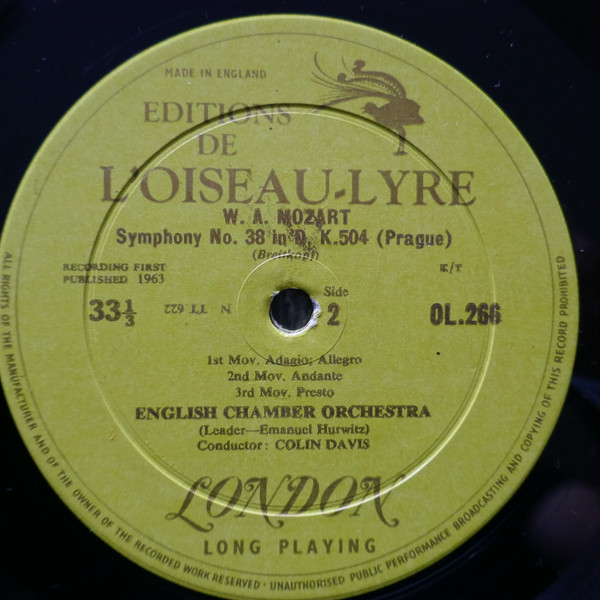 MADE IN ENGLAND
EDITIONS
DE
L'OISEAU-LYRE
W. A. MOZART
Symphony No. 38 in D, K.504 (Prague)
(Breitkopf)
RECORDING FIRST
PUBLISHED 1963
K/T
33⅓
229 TT N
Side
2
OL.266
1st Mov. Adagio; Allegro
2nd Mov. Andante
3rd Mov. Presto
ENGLISH CHAMBER ORCHESTRA
(Leader—Emanuel Hurwitz)
Conductor: COLIN DAVIS
LONDON
LONG PLAYING
ALL RIGHTS OF THE MANUFACTURER AND OF THE OWNER OF THE RECORDED WORK RESERVED · UNAUTHORISED PUBLIC PERFORMANCE BROADCASTING AND COPYING OF THIS RECORD PROHIBITED